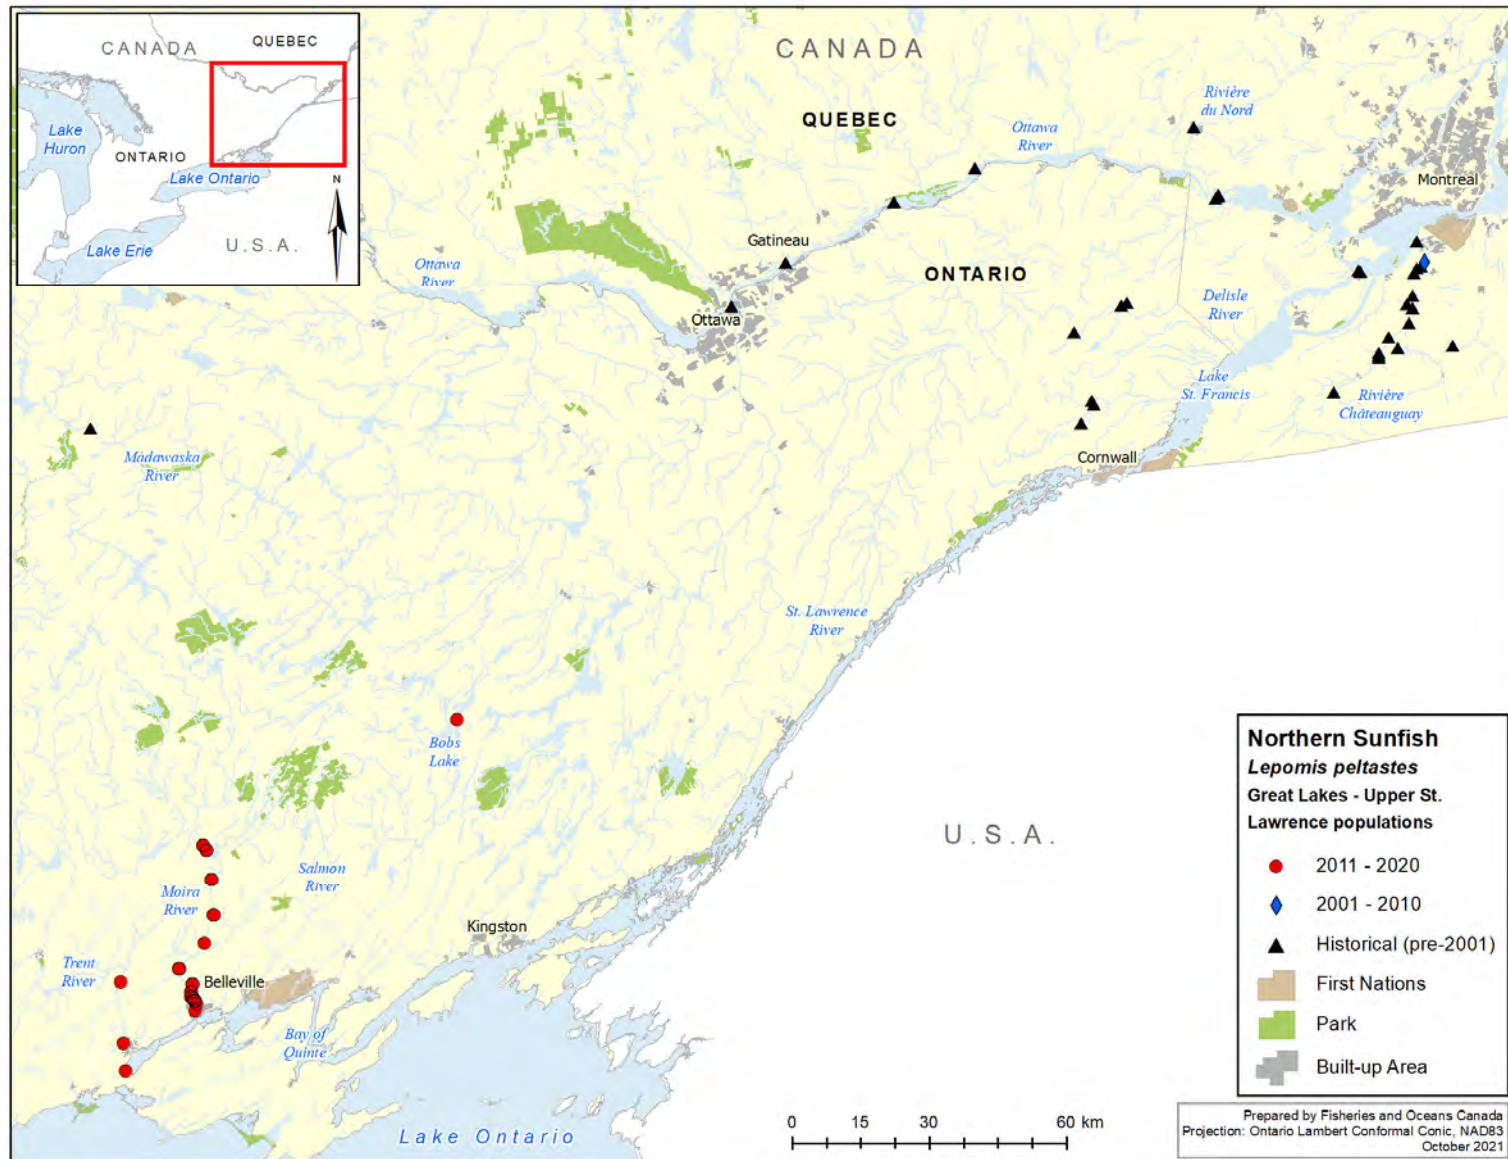 CANADA
QUEBEC
Lake
Huron
ONTARIO
Lake Ontario
N
Lake Erie
U.S.A.
CANADA
QUEBEC
Rivière
du Nord
Ottawa
River
Montreal
Gatineau
Ottawa
River
ONTARIO
Delisle
River
Ottawa
Lake
St. Francis
Rivière
Châteauguay
Madawaska
River
Cornwall
St. Lawrence
River
Bobs
Lake
U.S.A.
Salmon
River
Moira
River
Kingston
Trent
River
Belleville
Bay of
Quinte
Lake Ontario
0 15 30 60 km
Northern Sunfish
Lepomis peltastes
Great Lakes - Upper St.
Lawrence populations
2011 - 2020
2001 - 2010
Historical (pre-2001)
First Nations
Park
Built-up Area
Prepared by Fisheries and Oceans Canada
Projection: Ontario Lambert Conformal Conic, NAD83
October 2021